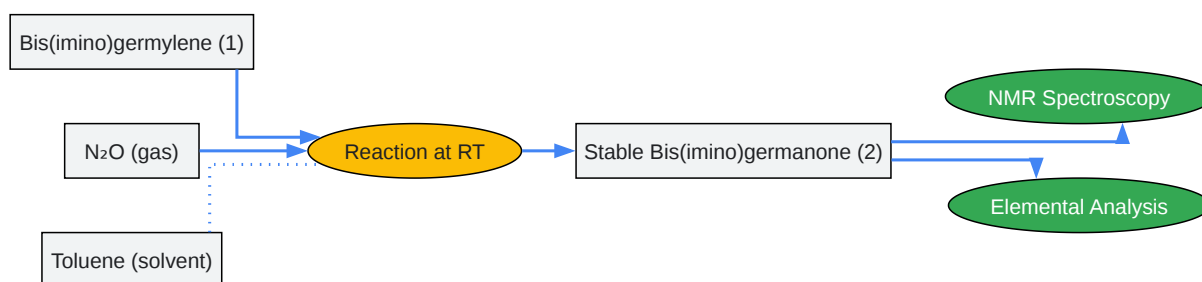 Bis(imino)germylene (1)
N₂O (gas)
Toluene (solvent)
Reaction at RT
Stable Bis(imino)germanone (2)
NMR Spectroscopy
Elemental Analysis